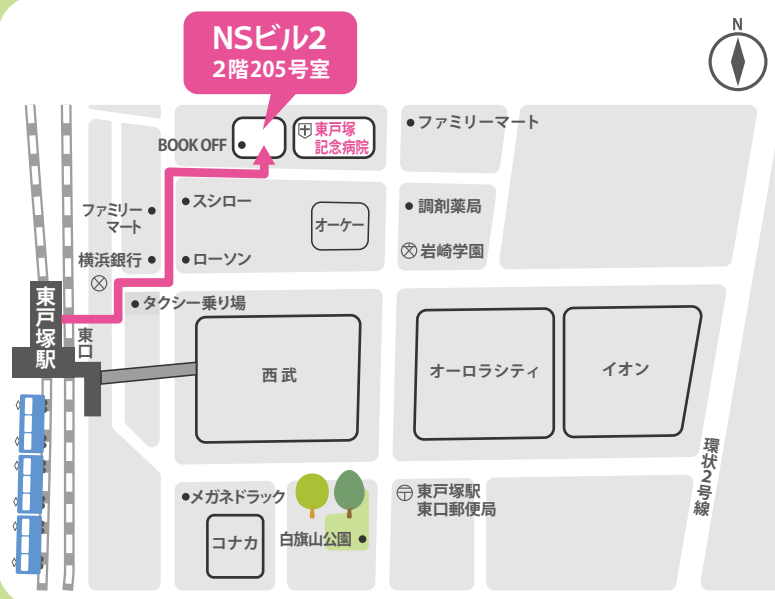 NSビル2
2階205号室
N
BOOK OFF
東戸塚
記念病院
ファミリーマート
ファミリー
マート
スシロー
オーケー
調剤薬局
横浜銀行
ローソン
岩崎学園
タクシー乗り場
東戸塚駅
東口
西武
オーロラシティ
イオン
環状2号線
メガネドラック
コナカ
白旗山公園
東戸塚駅
東口郵便局